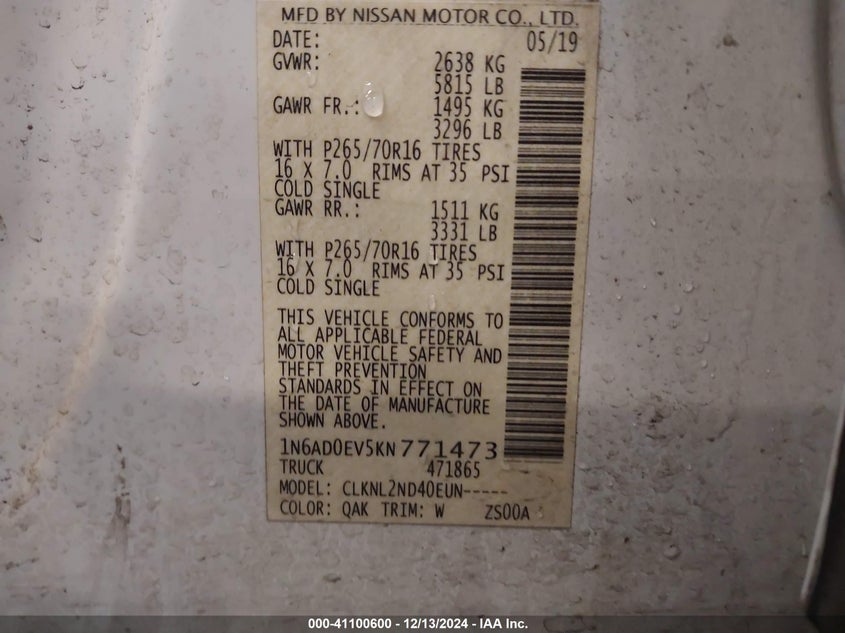 MFD BY NISSAN MOTOR CO., LTD.
DATE: 05/19
GVWR: 2638 KG
5815 LB
GAWR FR.: 1495 KG
3296 LB
WITH P265/70R16 TIRES
16 X 7.0 RIMS AT 35 PSI
COLD SINGLE
GAWR RR.: 1511 KG
3331 LB
WITH P265/70R16 TIRES
16 X 7.0 RIMS AT 35 PSI
COLD SINGLE
THIS VEHICLE CONFORMS TO
ALL APPLICABLE FEDERAL
MOTOR VEHICLE SAFETY AND
THEFT PREVENTION
STANDARDS IN EFFECT ON
THE DATE OF MANUFACTURE
SHOWN ABOVE.
1N6AD0EV5KN771473
TRUCK 471865
MODEL: CLKNL2ND40EUN-----
COLOR: QAK TRIM: W ZS00A
000-41100600 - 12/13/2024 - IAA Inc.